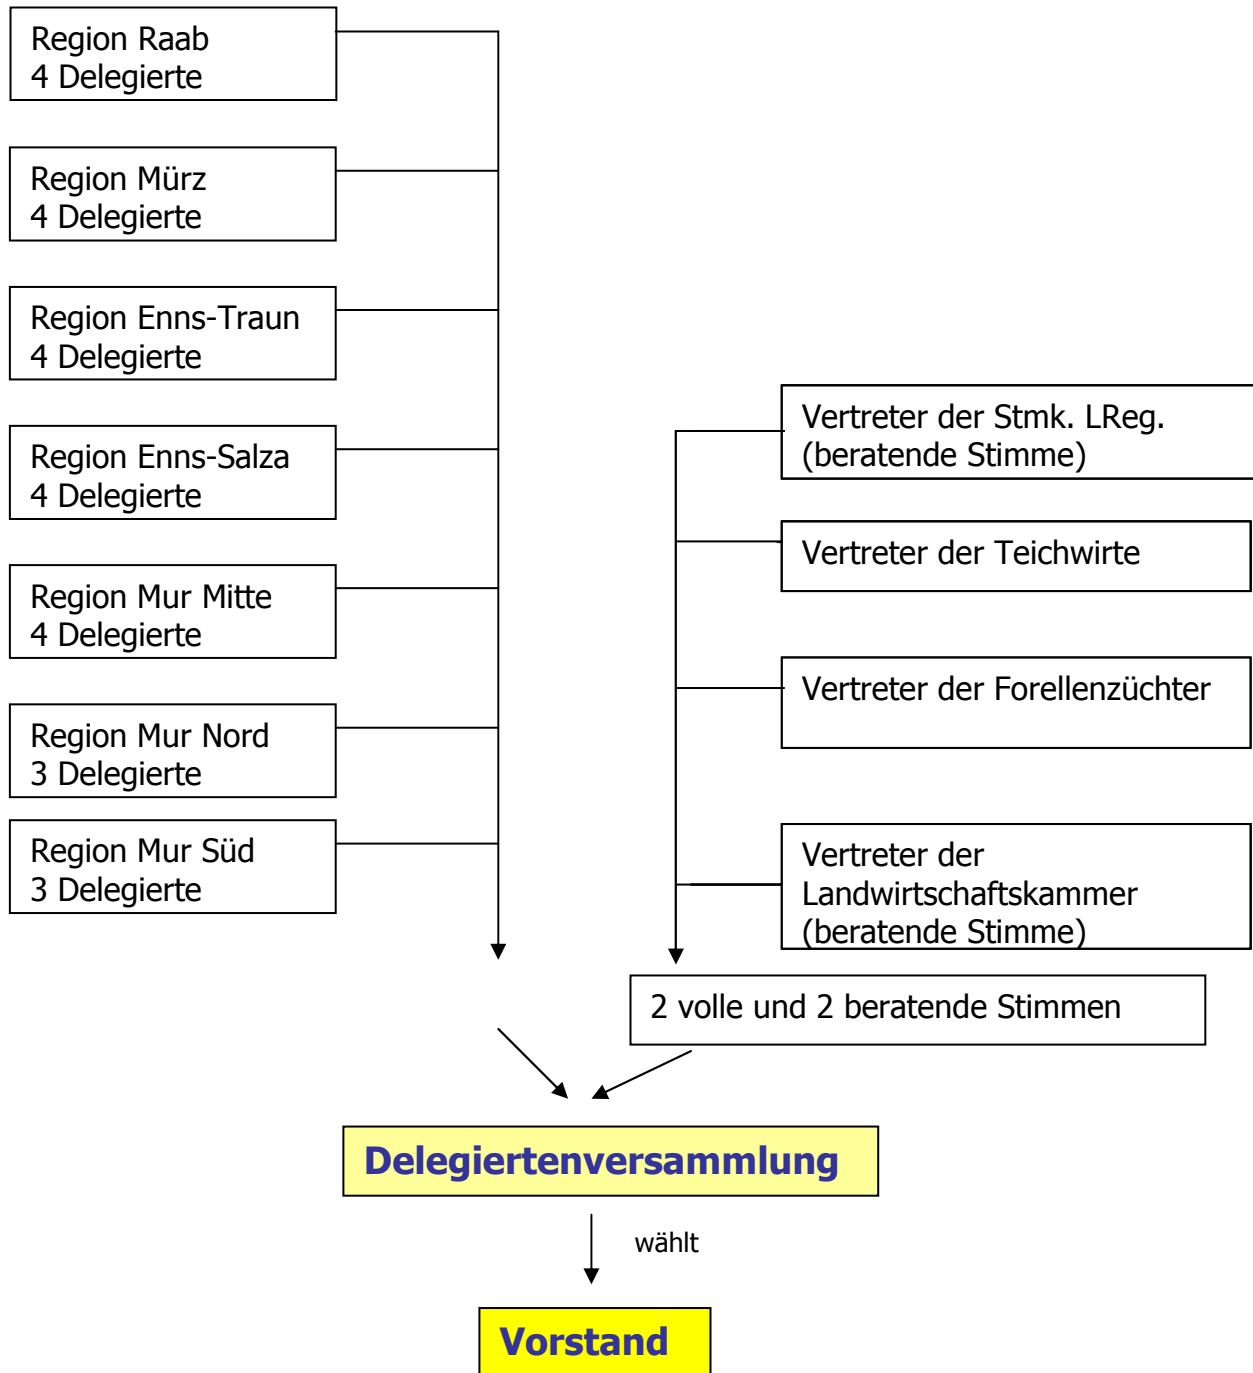 Region Raab
4 Delegierte
Region Mürz
4 Delegierte
Region Enns-Traun
4 Delegierte
Region Enns-Salza
4 Delegierte
Region Mur Mitte
4 Delegierte
Region Mur Nord
3 Delegierte
Region Mur Süd
3 Delegierte
Vertreter der Stmk. LReg.
(beratende Stimme)
Vertreter der Teichwirte
Vertreter der Forellenzüchter
Vertreter der
Landwirtschaftskammer
(beratende Stimme)
2 volle und 2 beratende Stimmen
Delegiertenversammlung
wählt
Vorstand